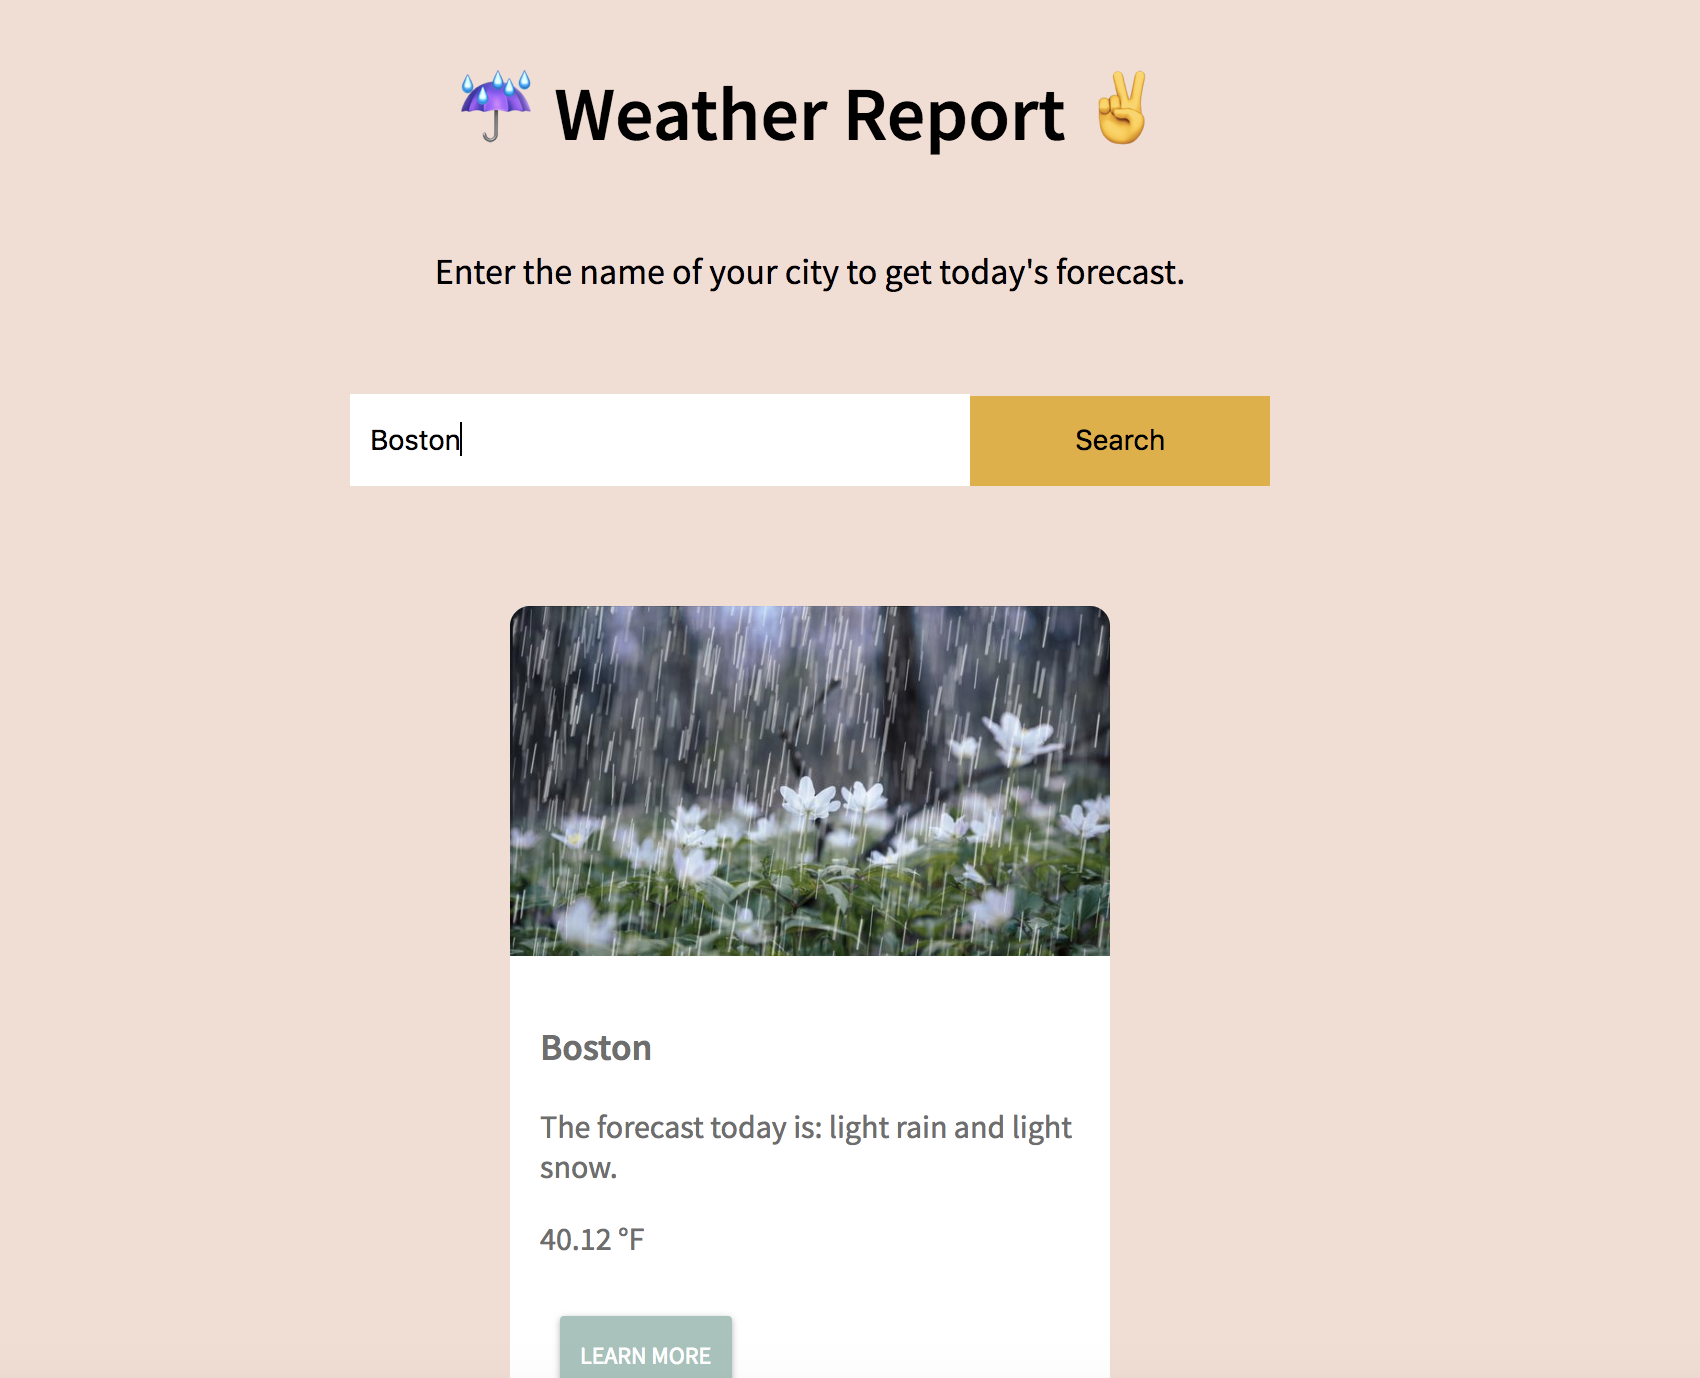 ☔ Weather Report ✌
Enter the name of your city to get today's forecast.
Boston
Search
Boston
The forecast today is: light rain and light
snow.
40.12 °F
LEARN MORE